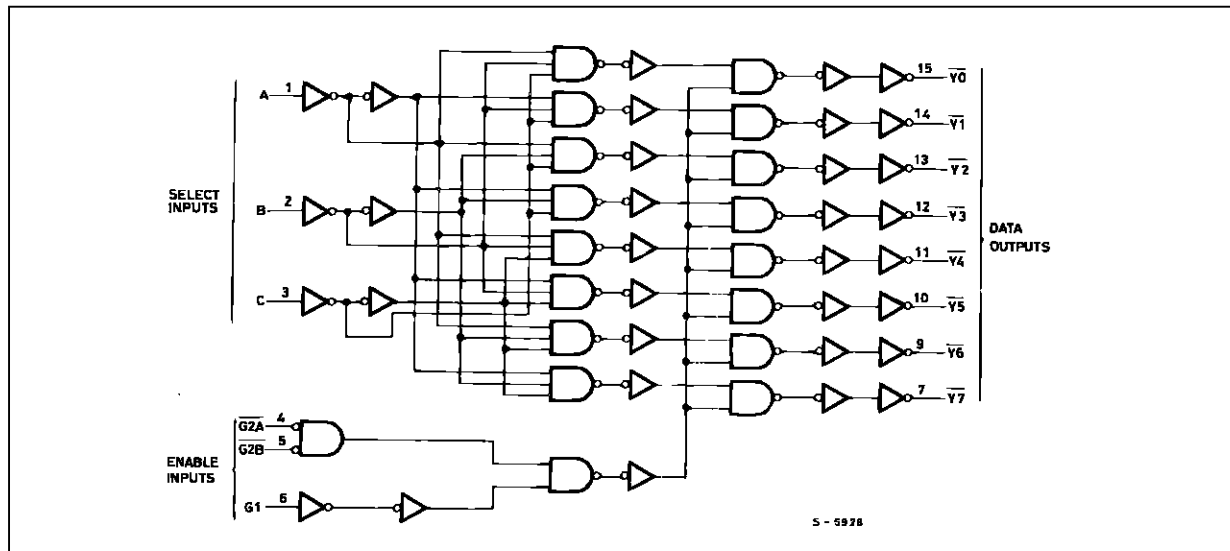 A 1
SELECT
INPUTS
B 2
C 3
15 Y0
14 Y1
13 Y2
12 Y3
11 Y4
10 Y5
9 Y6
7 Y7
DATA
OUTPUTS
ENABLE
INPUTS
G2A 4
G2B 5
G1 6
S - 5928